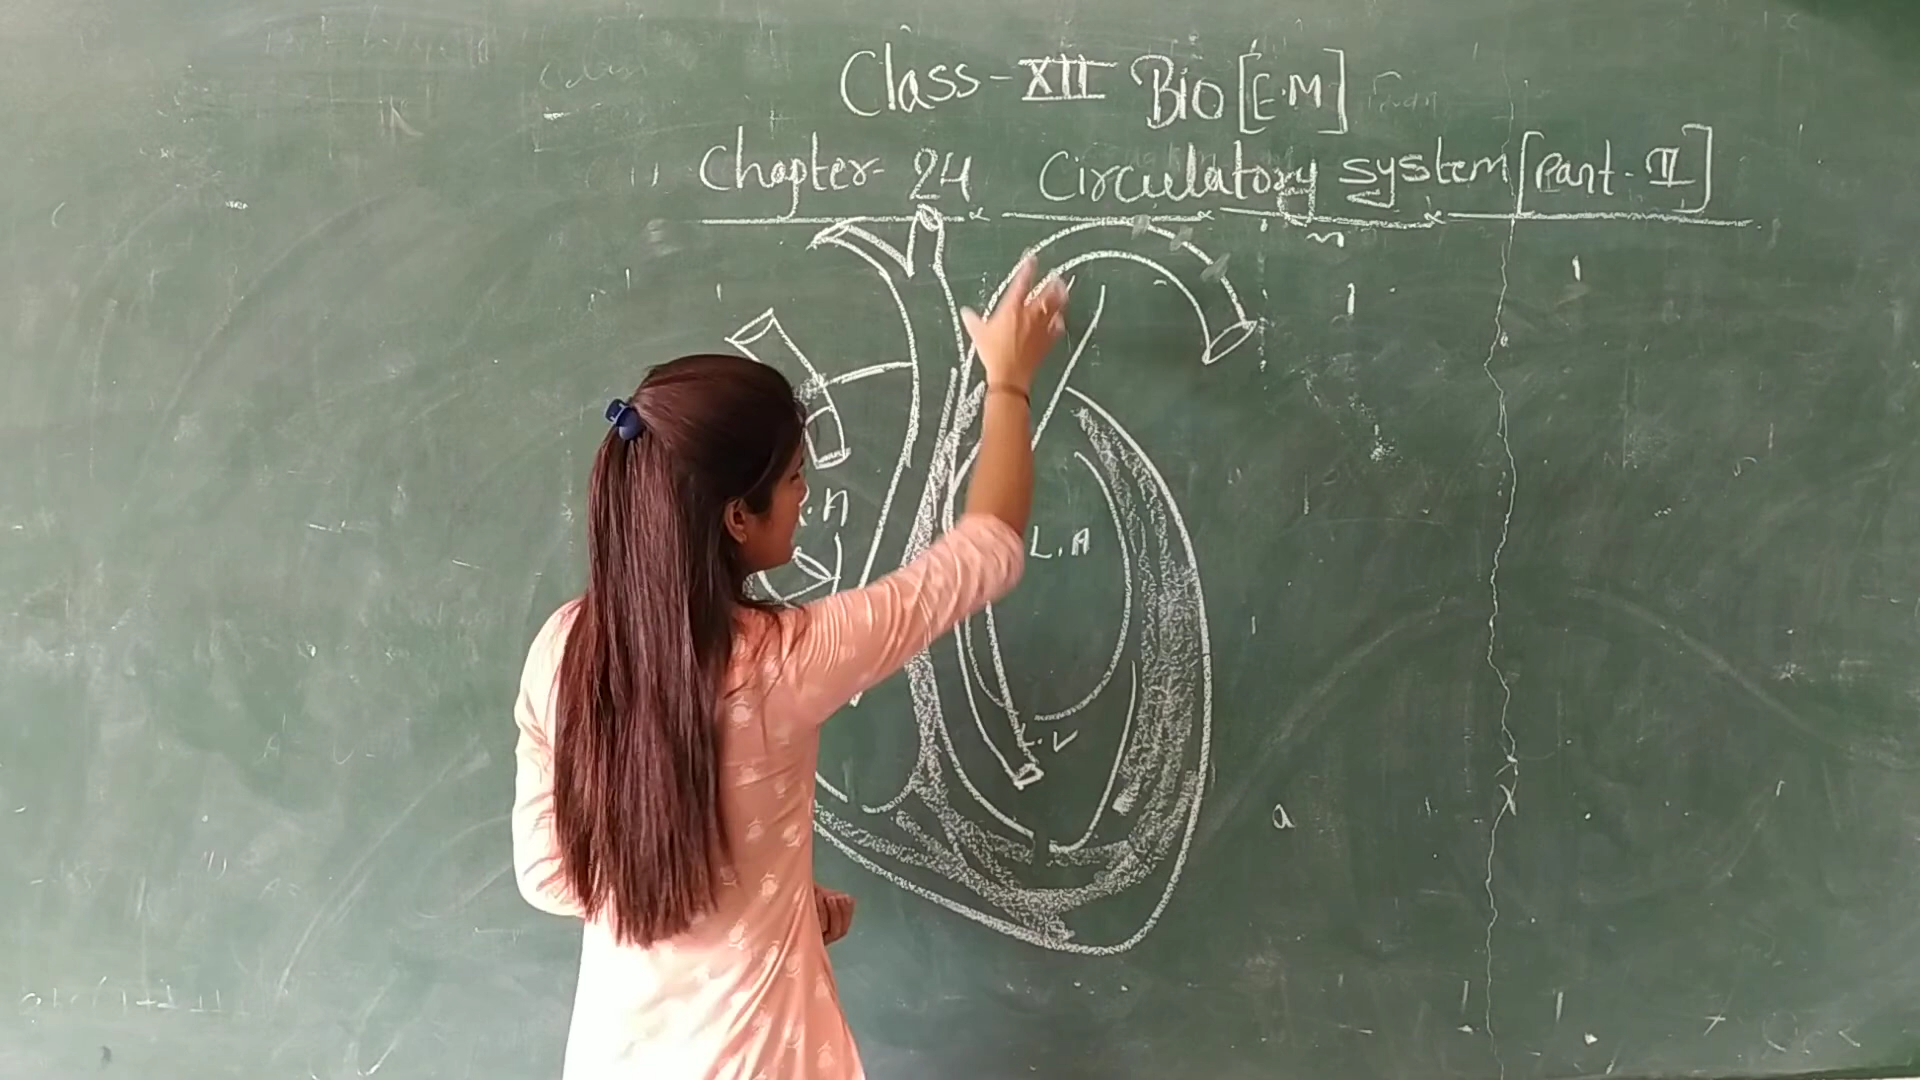 Class - XII Bio [E.M]
Chapter - 24 Circulatory system [Part - II]
R.A
L.A
L.V
a